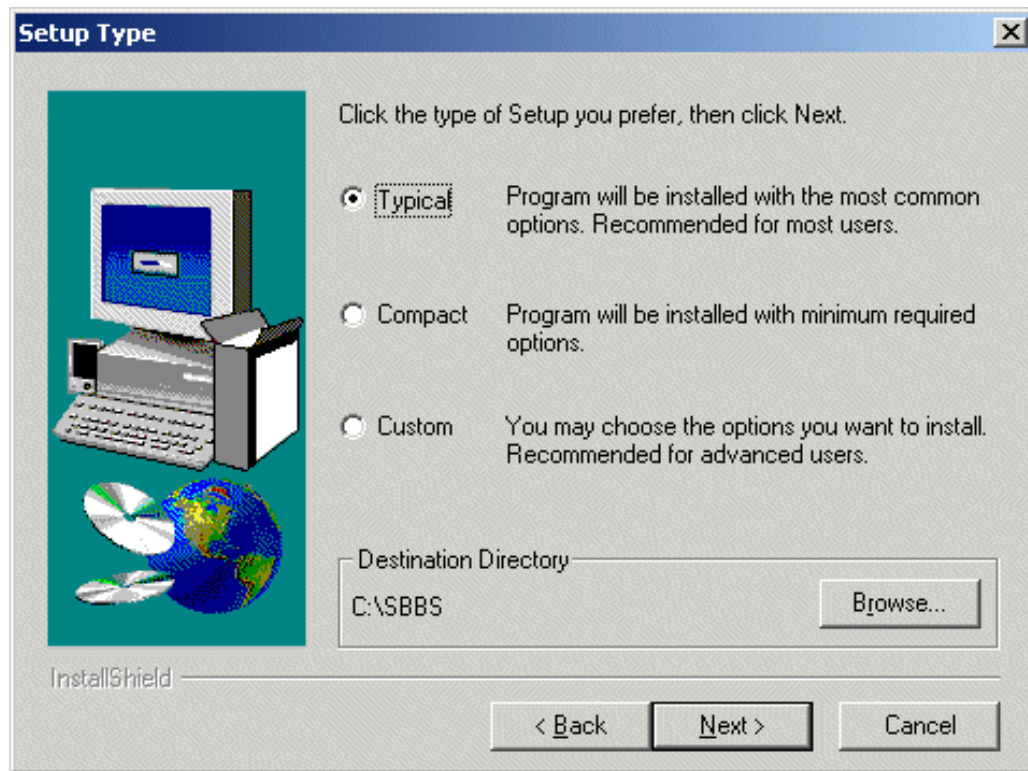 Setup Type
Click the type of Setup you prefer, then click Next.
Typical
Program will be installed with the most common
options. Recommended for most users.
Compact
Program will be installed with minimum required
options.
Custom
You may choose the options you want to install.
Recommended for advanced users.
Destination Directory
C:\SBBS
Browse...
InstallShield
< Back
Next >
Cancel